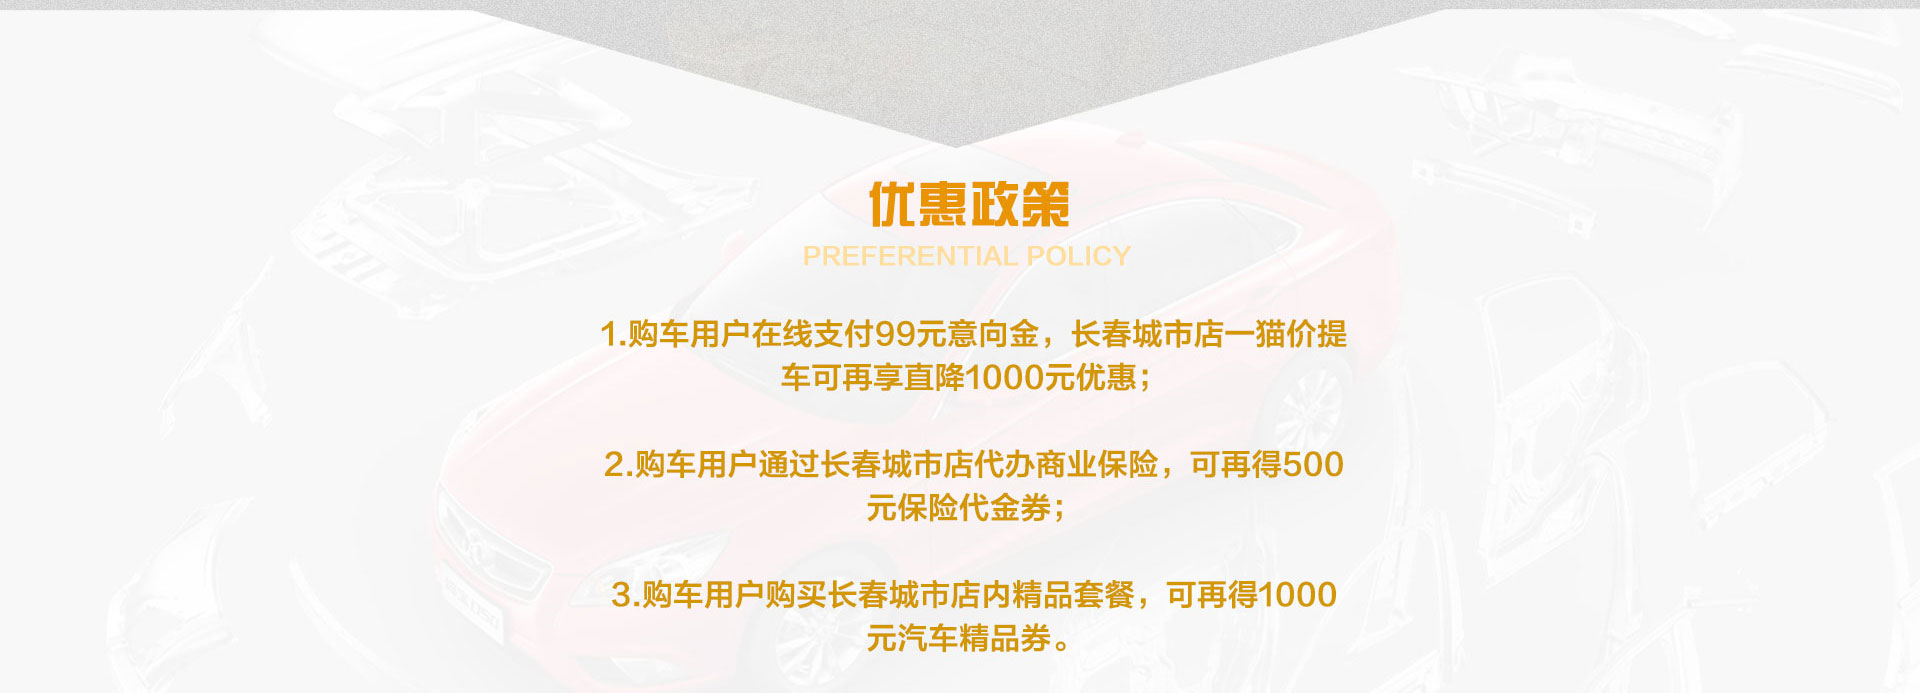 优惠政策
PREFERENTIAL POLICY
1.购车用户在线支付99元意向金，长春城市店一猫价提
车可再享直降1000元优惠；
2.购车用户通过长春城市店代办商业保险，可再得500
元保险代金券；
3.购车用户购买长春城市店内精品套餐，可再得1000
元汽车精品券。